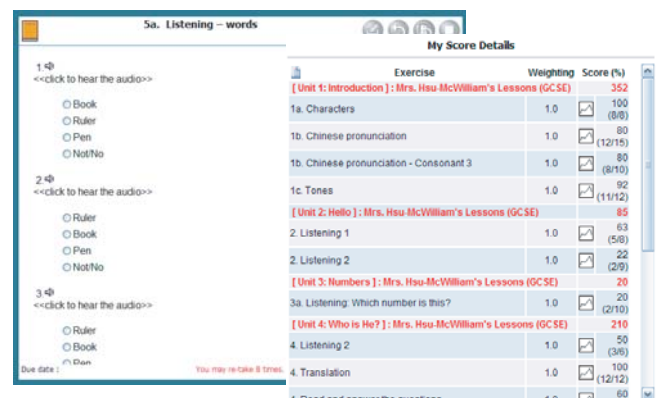 5a. Listening – words
1.
<<click to hear the audio>>
Book
Ruler
Pen
Not/No
2.
<<click to hear the audio>>
Ruler
Book
Pen
Not/No
3.
<<click to hear the audio>>
Ruler
Book
Pen
Due date :
You may re-take 8 times.
My Score Details
Exercise Weighting Score (%)
[ Unit 1: Introduction ] : Mrs. Hsu-McWilliam's Lessons (GCSE) 352
1a. Characters 1.0 100
(8/8)
1b. Chinese pronunciation 1.0 80
(12/15)
1b. Chinese pronunciation - Consonant 3 1.0 80
(8/10)
1c. Tones 1.0 92
(11/12)
[ Unit 2: Hello ] : Mrs. Hsu-McWilliam's Lessons (GCSE) 85
2. Listening 1 1.0 63
(5/8)
2. Listening 2 1.0 22
(2/9)
[ Unit 3: Numbers ] : Mrs. Hsu-McWilliam's Lessons (GCSE) 20
3a. Listening: Which number is this? 1.0 20
(2/10)
[ Unit 4: Who is He? ] : Mrs. Hsu-McWilliam's Lessons (GCSE) 210
4. Listening 2 1.0 50
(3/6)
4. Translation 1.0 100
(12/12)
4. Read and answer the questions 1.0 60